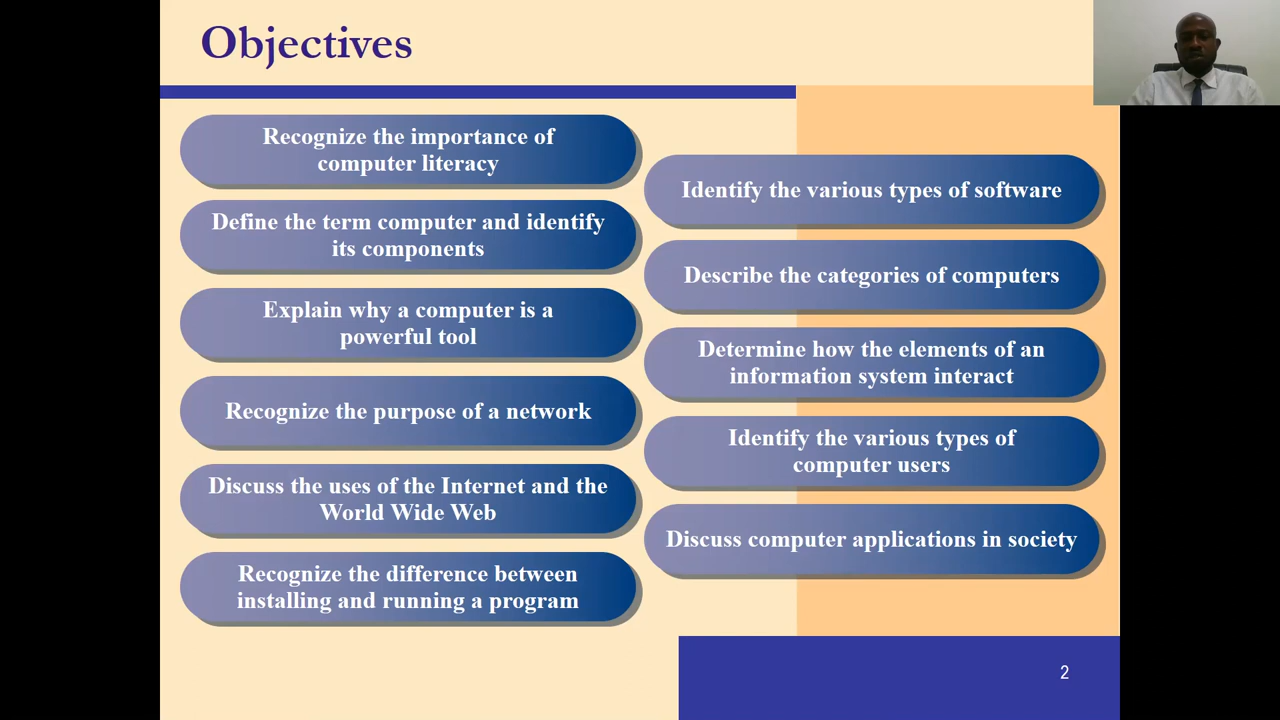 Objectives
Recognize the importance of
computer literacy
Define the term computer and identify
its components
Explain why a computer is a
powerful tool
Recognize the purpose of a network
Discuss the uses of the Internet and the
World Wide Web
Recognize the difference between
installing and running a program
Identify the various types of software
Describe the categories of computers
Determine how the elements of an
information system interact
Identify the various types of
computer users
Discuss computer applications in society
2